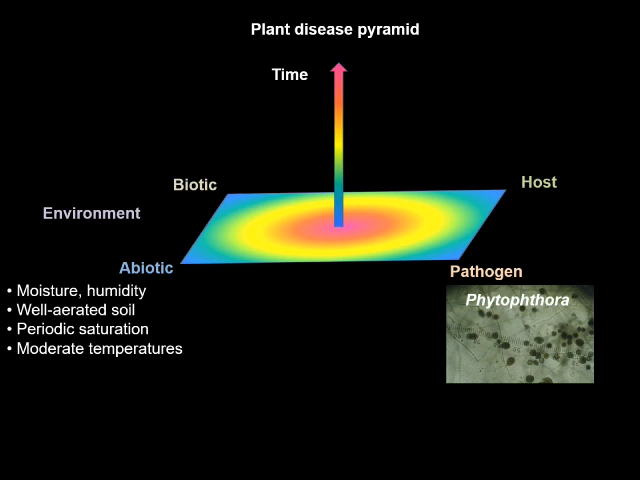 Plant disease pyramid
Time
Biotic
Host
Environment
Abiotic
Pathogen
• Moisture, humidity
• Well-aerated soil
• Periodic saturation
• Moderate temperatures
Phytophthora